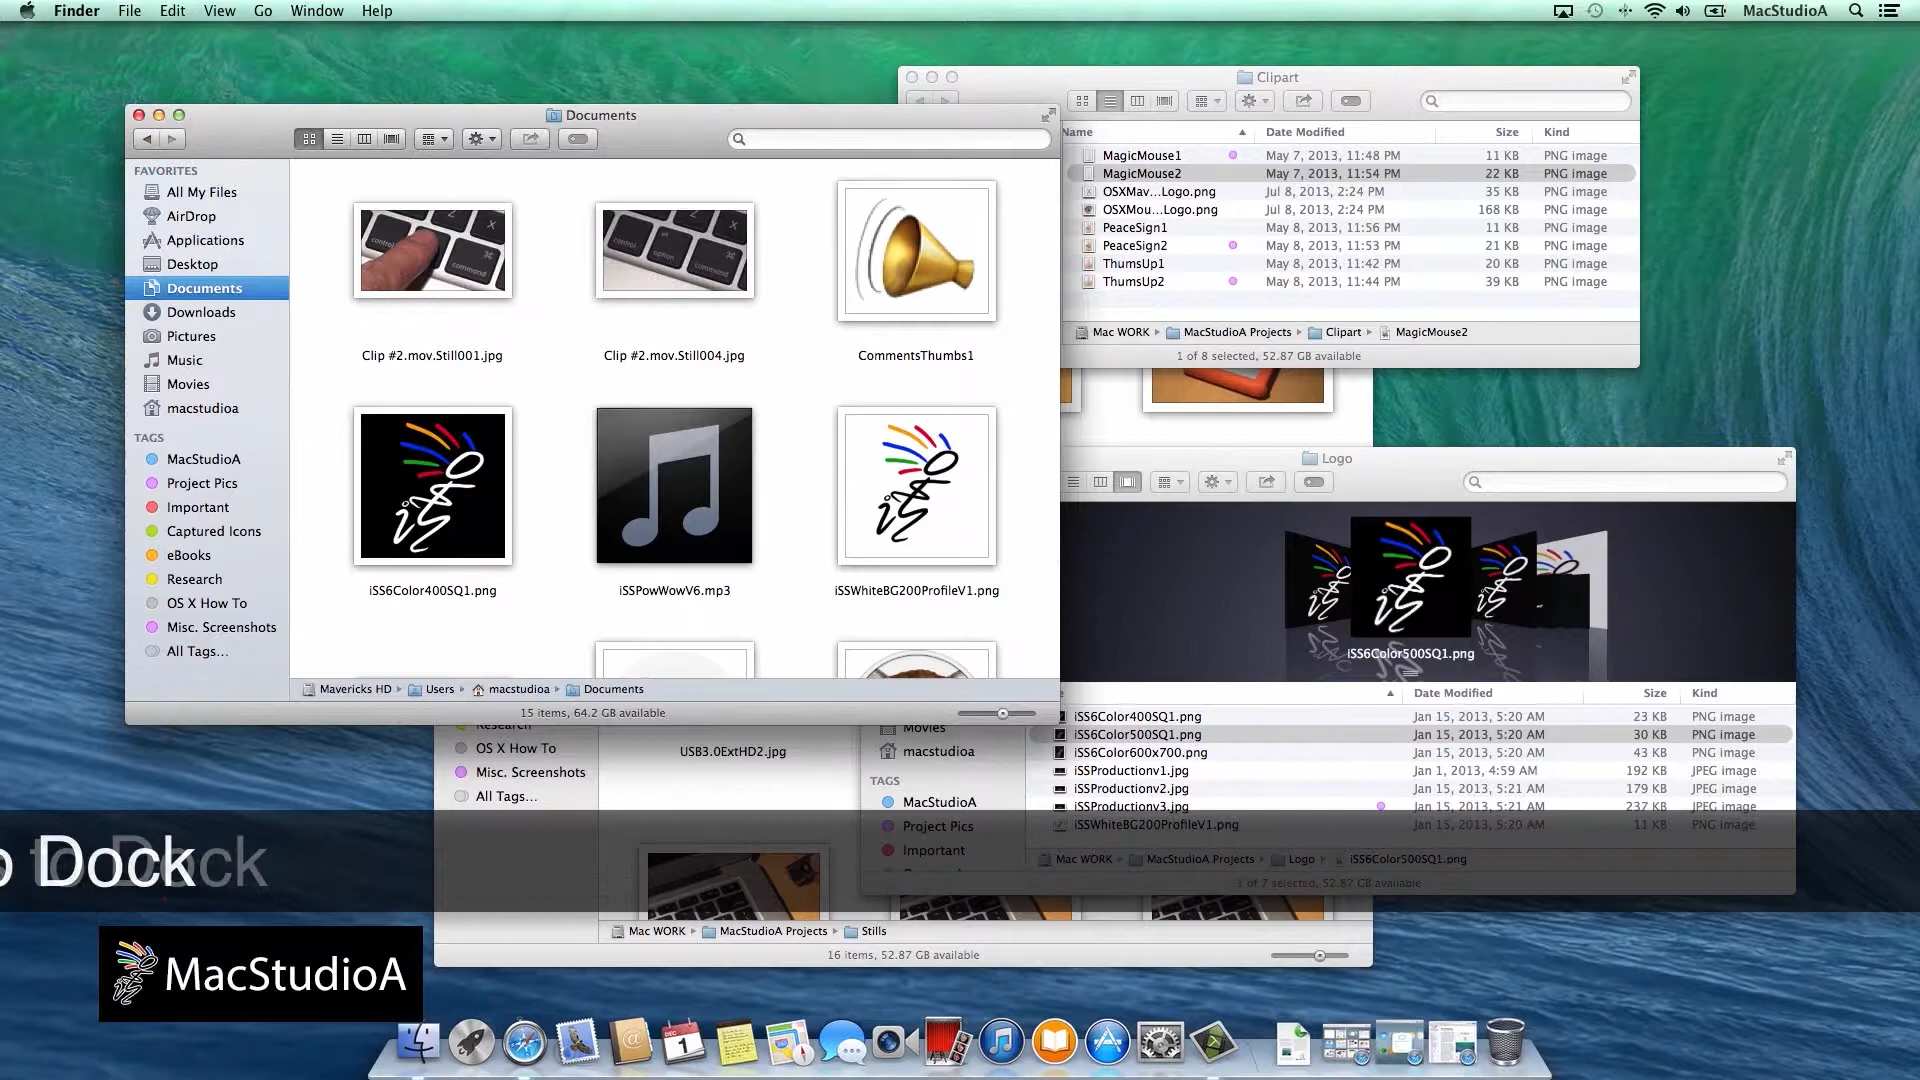 Finder File Edit View Go Window Help
MacStudioA
Documents
FAVORITES
All My Files
AirDrop
Applications
Desktop
Documents
Downloads
Pictures
Music
Movies
macstudioa
TAGS
MacStudioA
Project Pics
Important
Captured Icons
eBooks
Research
OS X How To
Misc. Screenshots
All Tags...
Clip #2.mov.Still001.jpg
Clip #2.mov.Still004.jpg
CommentsThumbs1
iSS6Color400SQ1.png
iSSPowWowV6.mp3
iSSWhiteBG200ProfileV1.png
Mavericks HD Users macstudioa Documents
15 items, 64.2 GB available
Clipart
Name Date Modified Size Kind
MagicMouse1 May 7, 2013, 11:48 PM 11 KB PNG image
MagicMouse2 May 7, 2013, 11:54 PM 22 KB PNG image
OSXMav...Logo.png Jul 8, 2013, 2:24 PM 35 KB PNG image
OSXMou...Logo.png Jul 8, 2013, 2:24 PM 168 KB PNG image
PeaceSign1 May 8, 2013, 11:56 PM 11 KB PNG image
PeaceSign2 May 8, 2013, 11:53 PM 21 KB PNG image
ThumsUp1 May 8, 2013, 11:42 PM 20 KB PNG image
ThumsUp2 May 8, 2013, 11:44 PM 39 KB PNG image
Mac WORK MacStudioA Projects Clipart MagicMouse2
1 of 8 selected, 52.87 GB available
Logo
iSS6Color500SQ1.png
Date Modified Size Kind
iSS6Color400SQ1.png Jan 15, 2013, 5:20 AM 23 KB PNG image
iSS6Color500SQ1.png Jan 15, 2013, 5:20 AM 30 KB PNG image
iSS6Color600x700.png Jan 15, 2013, 5:20 AM 43 KB PNG image
iSSProductionv1.jpg Jan 1, 2013, 4:59 AM 192 KB JPEG image
iSSProductionv2.jpg Jan 15, 2013, 5:21 AM 179 KB JPEG image
iSSProductionv3.jpg Jan 15, 2013, 5:21 AM 237 KB JPEG image
iSSWhiteBG200ProfileV1.png Jan 15, 2013, 5:20 AM 11 KB PNG image
Mac WORK MacStudioA Projects Logo iSS6Color500SQ1.png
1 of 7 selected, 52.87 GB available
Movies
macstudioa
TAGS
MacStudioA
Project Pics
Important
Research
OS X How To
Misc. Screenshots
All Tags...
USB3.0ExtHD2.jpg
Mac WORK MacStudioA Projects Stills
16 items, 52.87 GB available
Dock
to Dock
MacStudioA
DEC
1